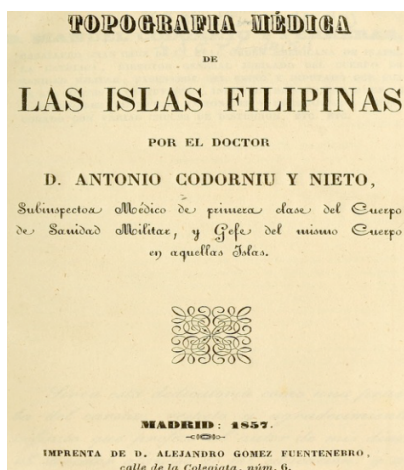 TOPOGRAFIA MÉDICA
DE
LAS ISLAS FILIPINAS
POR EL DOCTOR
D. ANTONIO CODORNIU Y NIETO,
Subinspector Médico de primera clase del Cuerpo
de Sanidad Militar, y Gefe del mismo Cuerpo
en aquellas Islas.
MADRID: 1857.
IMPRENTA DE D. ALEJANDRO GOMEZ FUENTENEBRO,
calle de la Colegiata, núm. 6.